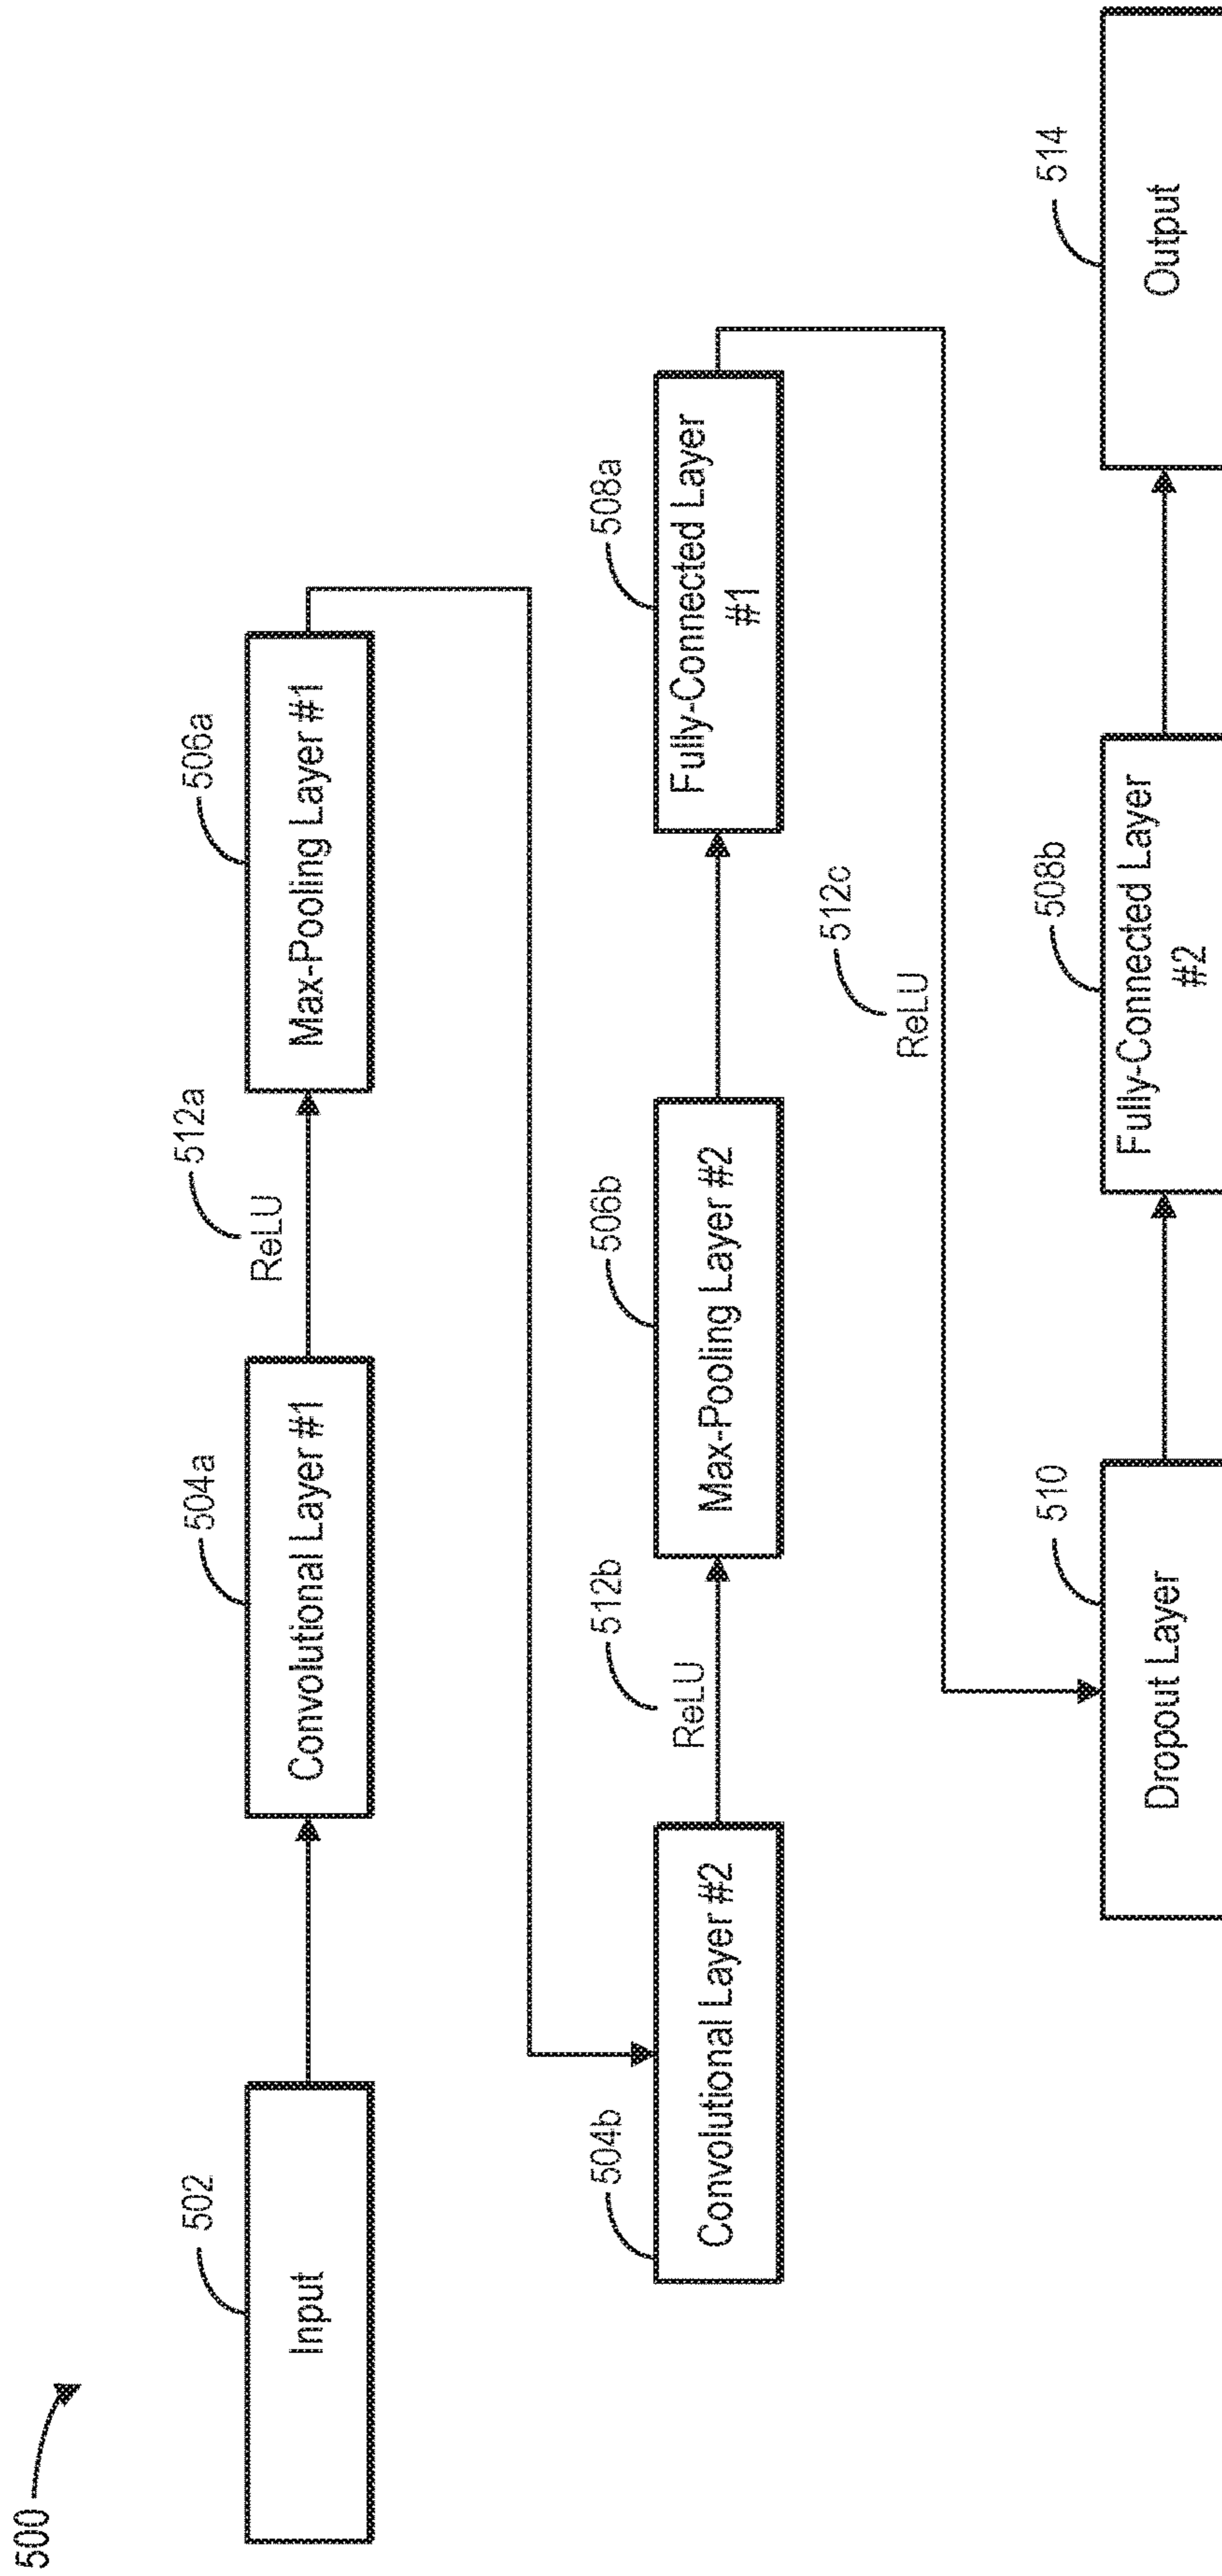 500
502
Input
504a
Convolutional Layer #1
512a
ReLU
506a
Max-Pooling Layer #1
504b
Convolutional Layer #2
512b
ReLU
506b
Max-Pooling Layer #2
508a
Fully-Connected Layer
#1
512c
ReLU
510
Dropout Layer
508b
Fully-Connected Layer
#2
514
Output